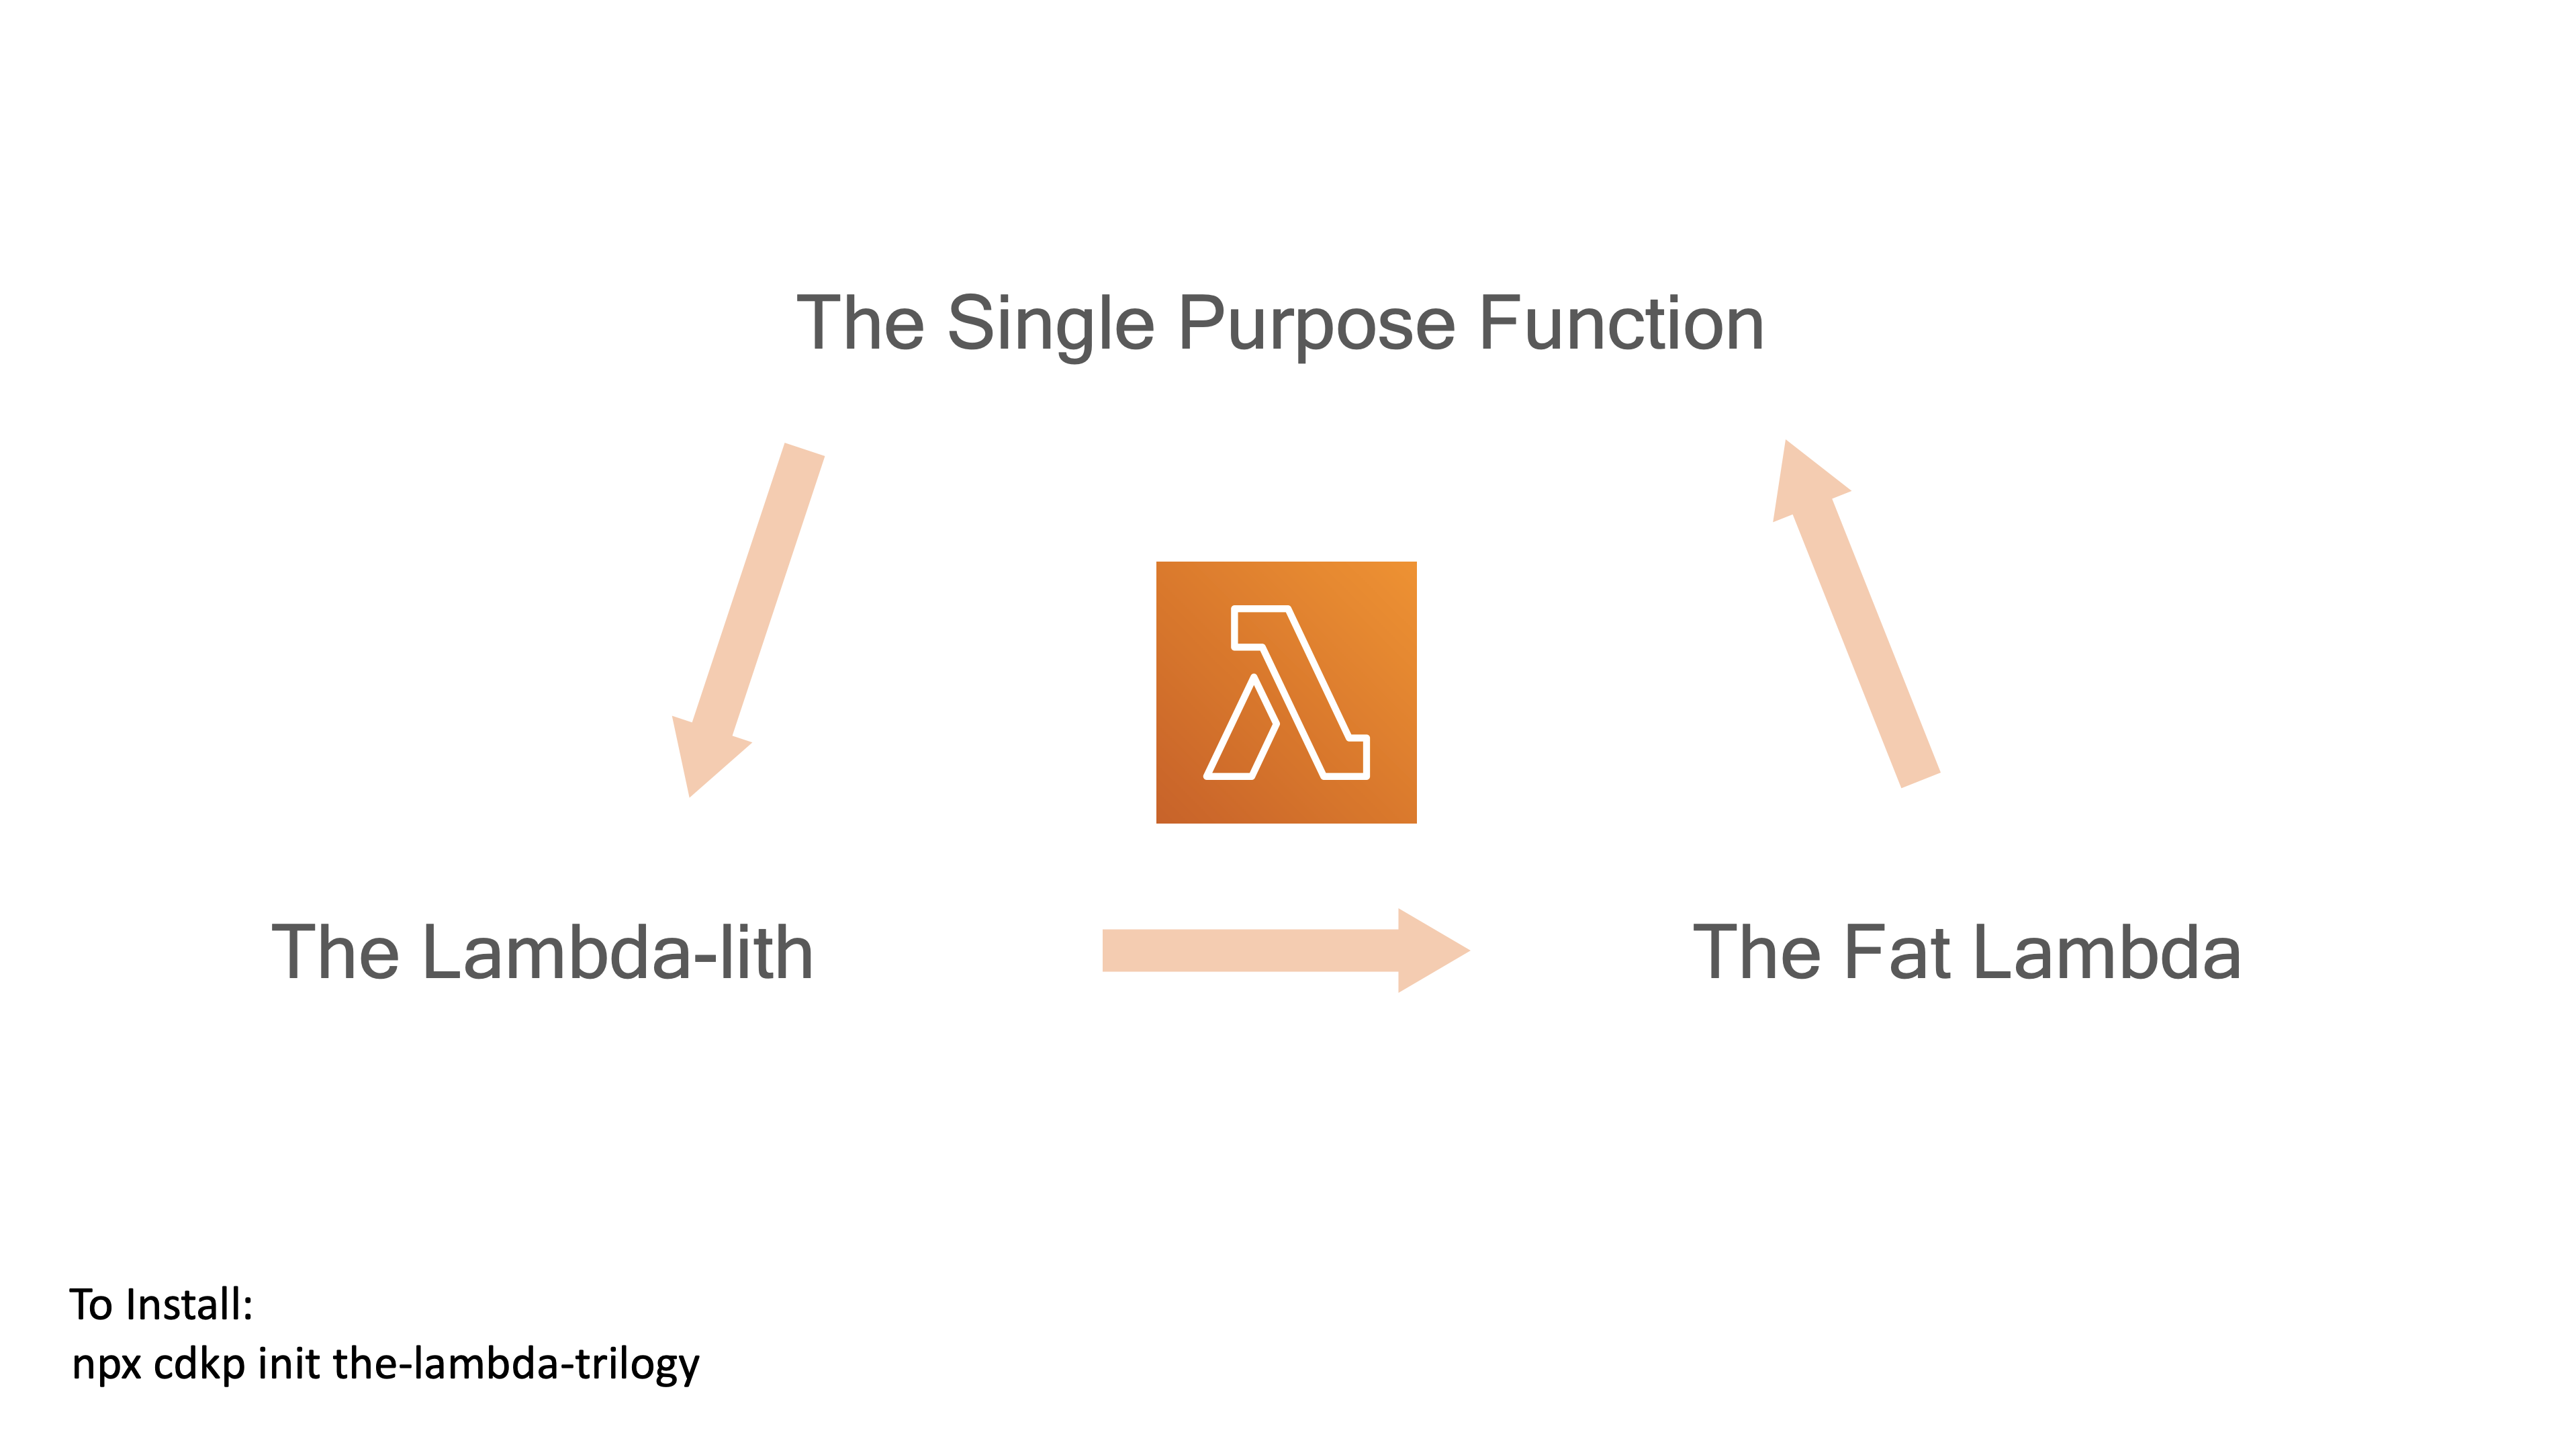 The Single Purpose Function
The Lambda-lith
The Fat Lambda
To Install:
npx cdkp init the-lambda-trilogy